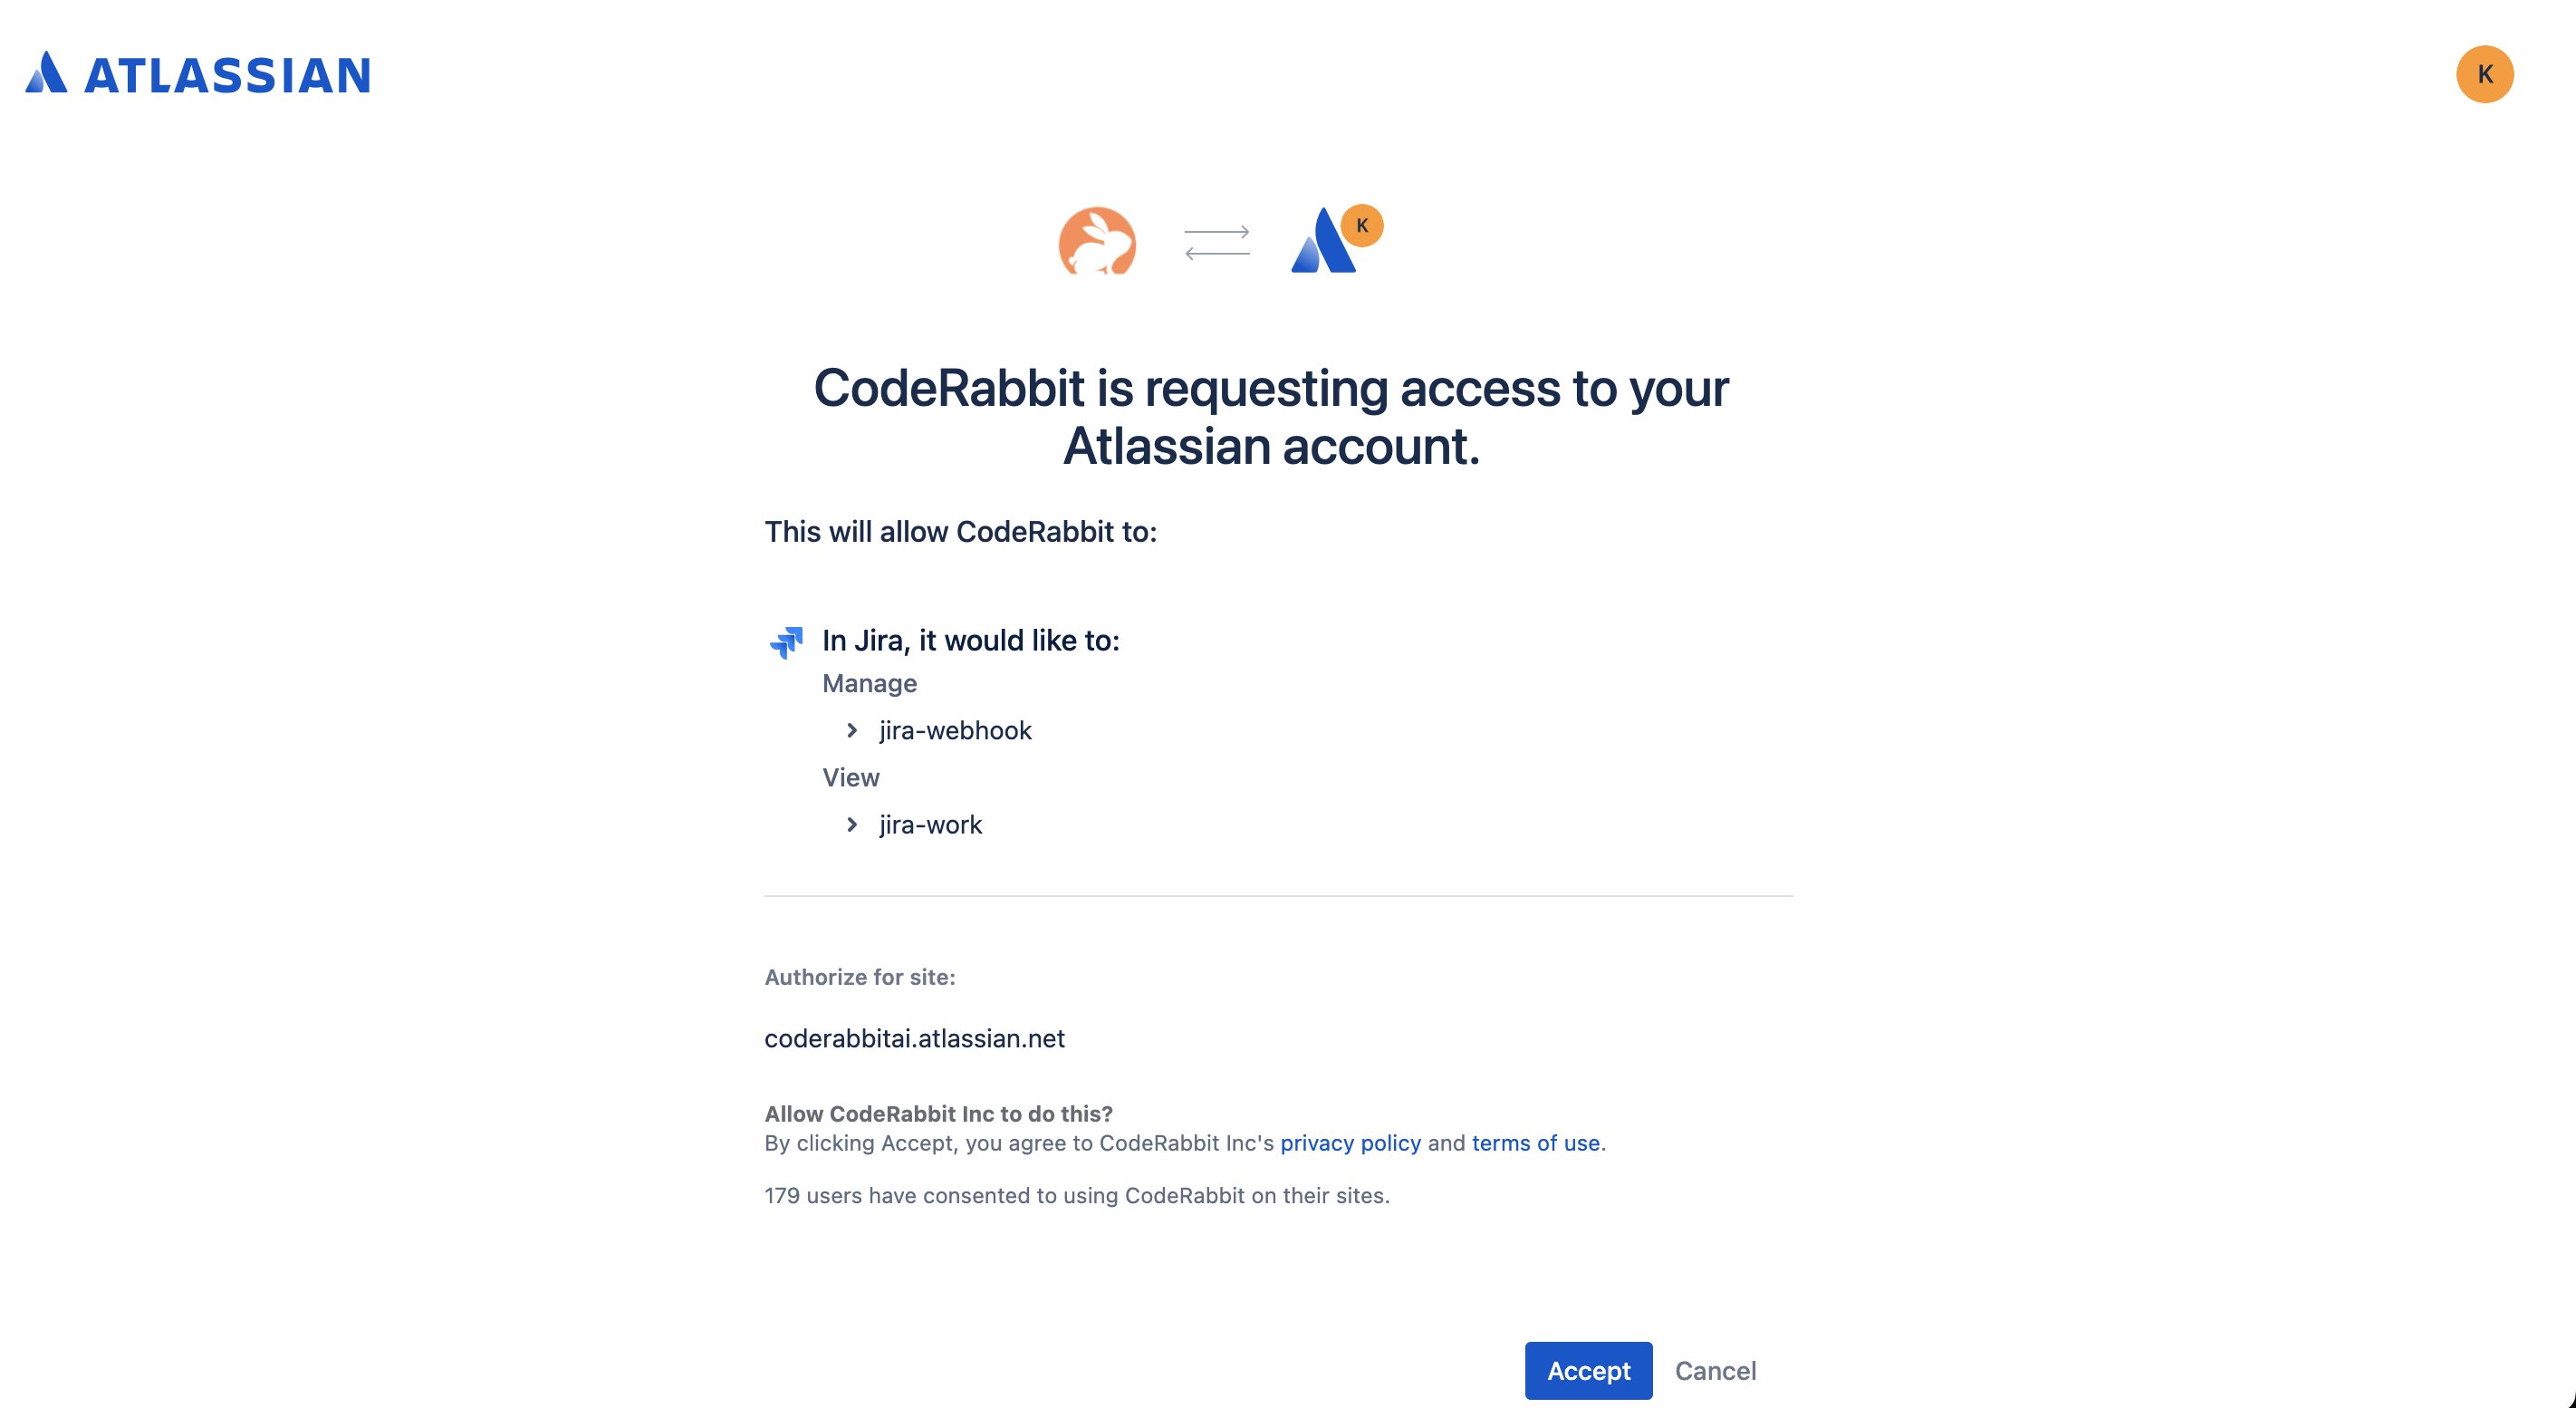 ATLASSIAN
K
K
CodeRabbit is requesting access to your
Atlassian account.
This will allow CodeRabbit to:
In Jira, it would like to:
Manage
jira-webhook
View
jira-work
Authorize for site:
coderabbitai.atlassian.net
Allow CodeRabbit Inc to do this?
By clicking Accept, you agree to CodeRabbit Inc's privacy policy and terms of use.
179 users have consented to using CodeRabbit on their sites.
Accept Cancel